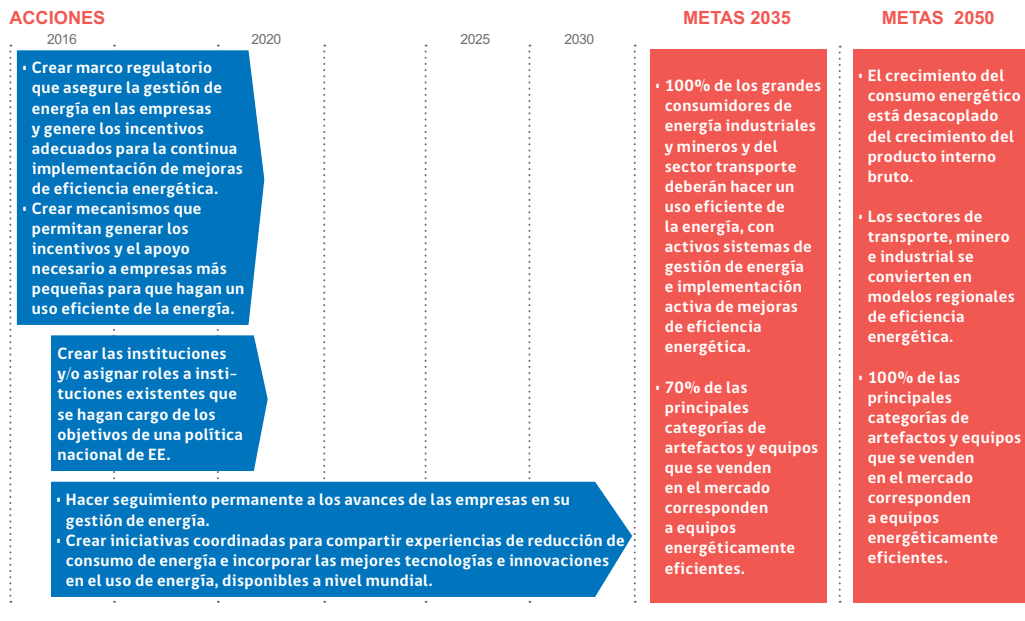 ACCIONES
METAS 2035
METAS 2050
2016
2020
2025
2030
· Crear marco regulatorio
que asegure la gestión de
energía en las empresas
y genere los incentivos
adecuados para la continua
implementación de mejoras
de eficiencia energética.
· Crear mecanismos que
permitan generar los
incentivos y el apoyo
necesario a empresas más
pequeñas para que hagan un
uso eficiente de la energía.
Crear las instituciones
y/o asignar roles a insti-
tuciones existentes que
se hagan cargo de los
objetivos de una política
nacional de EE.
· Hacer seguimiento permanente a los avances de las empresas en su
gestión de energía.
· Crear iniciativas coordinadas para compartir experiencias de reducción de
consumo de energía e incorporar las mejores tecnologías e innovaciones
en el uso de energía, disponibles a nivel mundial.
· 100% de los grandes
consumidores de
energía industriales
y mineros y del
sector transporte
deberán hacer un
uso eficiente de
la energía, con
activos sistemas de
gestión de energía
e implementación
activa de mejoras
de eficiencia
energética.
· 70% de las
principales
categorías de
artefactos y equipos
que se venden
en el mercado
corresponden
a equipos
energéticamente
eficientes.
· El crecimiento del
consumo energético
está desacoplado
del crecimiento del
producto interno
bruto.
· Los sectores de
transporte, minero
e industrial se
convierten en
modelos regionales
de eficiencia
energética.
· 100% de las
principales
categorías de
artefactos y equipos
que se venden
en el mercado
corresponden
a equipos
energéticamente
eficientes.